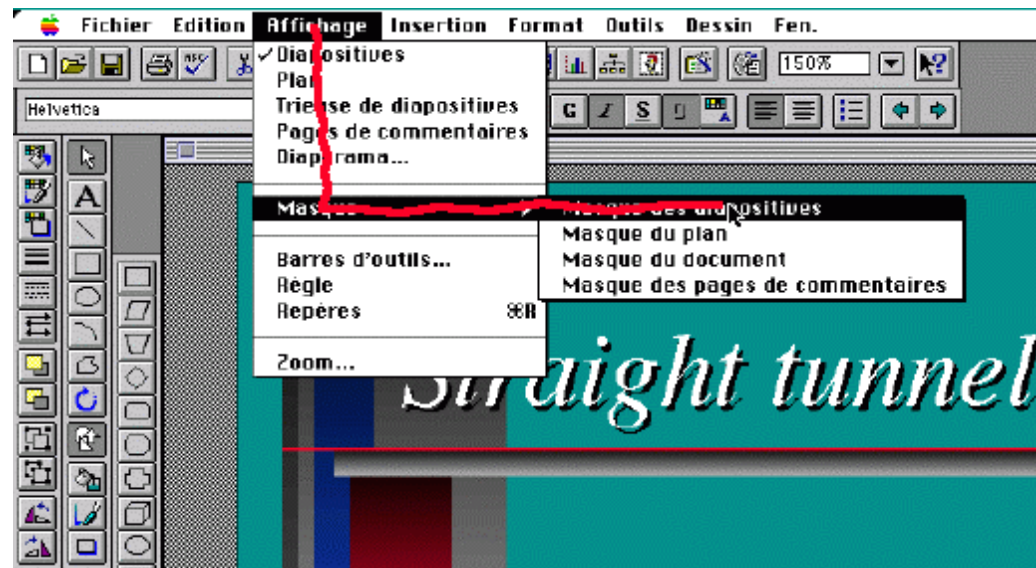 Fichier Edition Affichage Insertion Format Outils Dessin Fen.
150%
Helvetica
G I S
A
✓Diapositives
Plan
Trieuse de diapositives
Pages de commentaires
Diaporama...
Masque
Barres d'outils...
Règle
Repères ⌘R
Zoom...
Masque des diapositives
Masque du plan
Masque du document
Masque des pages de commentaires
Straight tunnel